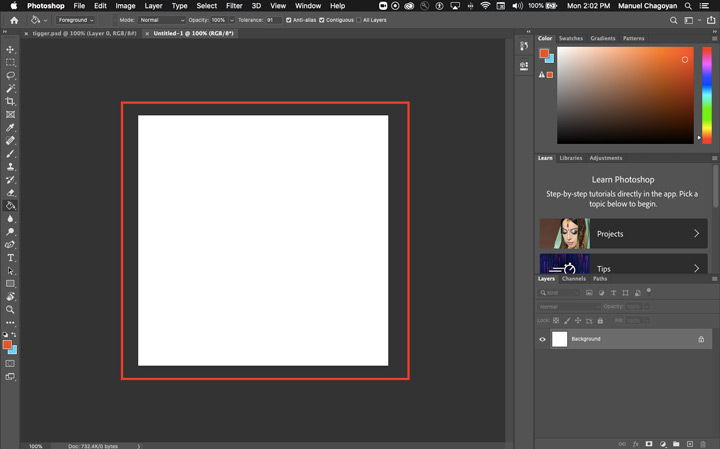 Photoshop File Edit Image Layer Type Select Filter 3D View Window Help 100% Mon 2:02 PM Manuel Chagoyan
Foreground Mode: Normal Opacity: 100% Tolerance: 91 Anti-alias Contiguous All Layers
× tigger.psd @ 100% (Layer 0, RGB/8#) × Untitled-1 @ 100% (RGB/8*)
Color Swatches Gradients Patterns
Learn Libraries Adjustments
Learn Photoshop
Step-by-step tutorials directly in the app. Pick a
topic below to begin.
Projects
Tips
Layers Channels Paths
Kind
Normal Opacity: 100%
Lock: Fill: 100%
Background
100% Doc: 732.4K/0 bytes